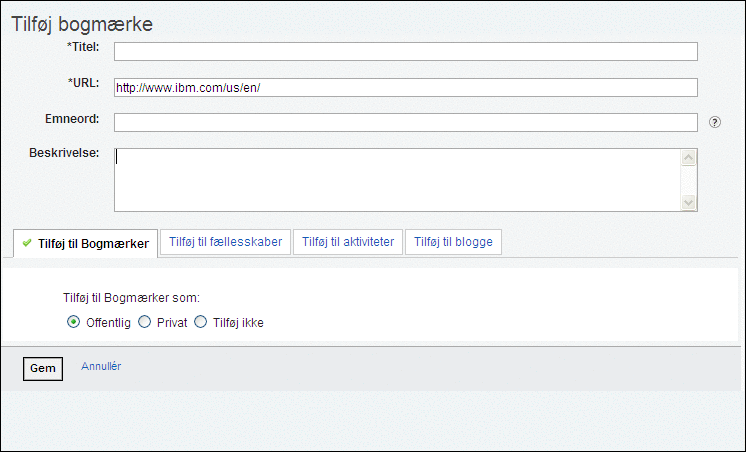 Tilføj bogmærke
*Titel:
*URL: http://www.ibm.com/us/en/
Emneord: ?
Beskrivelse:
Tilføj til Bogmærker Tilføj til fællesskaber Tilføj til aktiviteter Tilføj til blogge
Tilføj til Bogmærker som:
Offentlig Privat Tilføj ikke
Gem Annullér